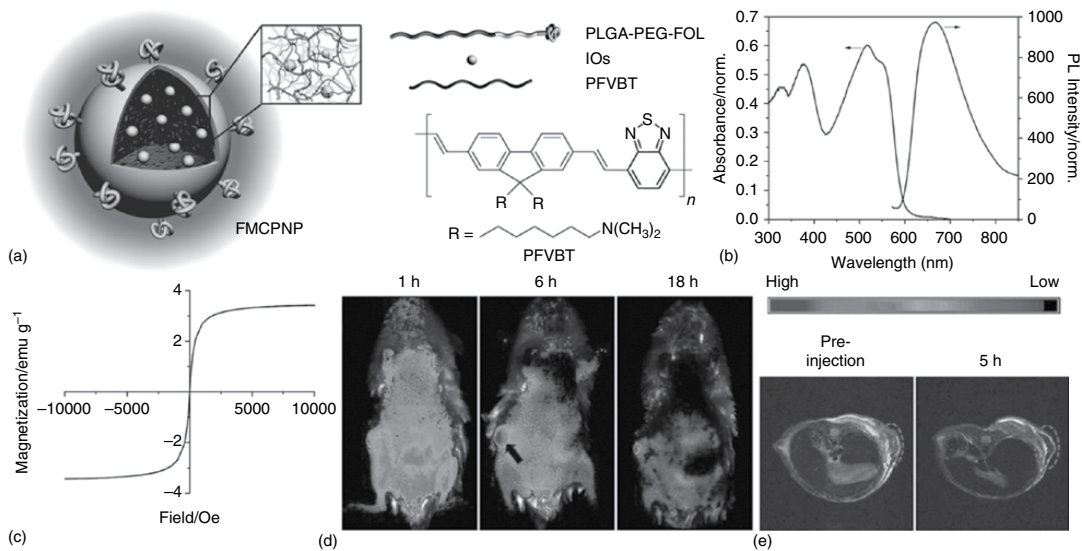 PLGA-PEG-FOL
IOs
PFVBT
FMCPNP
N
S
N
n
R R
R = N(CH₃)₂
PFVBT
(a)
Absorbance/norm.
0.7
0.6
0.5
0.4
0.3
0.2
0.1
0.0
300 400 500 600 700 800
Wavelength (nm)
1000
800
600
400
200
0
PL Intensity/norm.
(b)
Magnetization/emu g⁻¹
4
2
−2
−4
−10000 −5000 5000 10000
Field/Oe
(c)
1 h 6 h 18 h
(d)
High Low
Pre-
injection
5 h
(e)